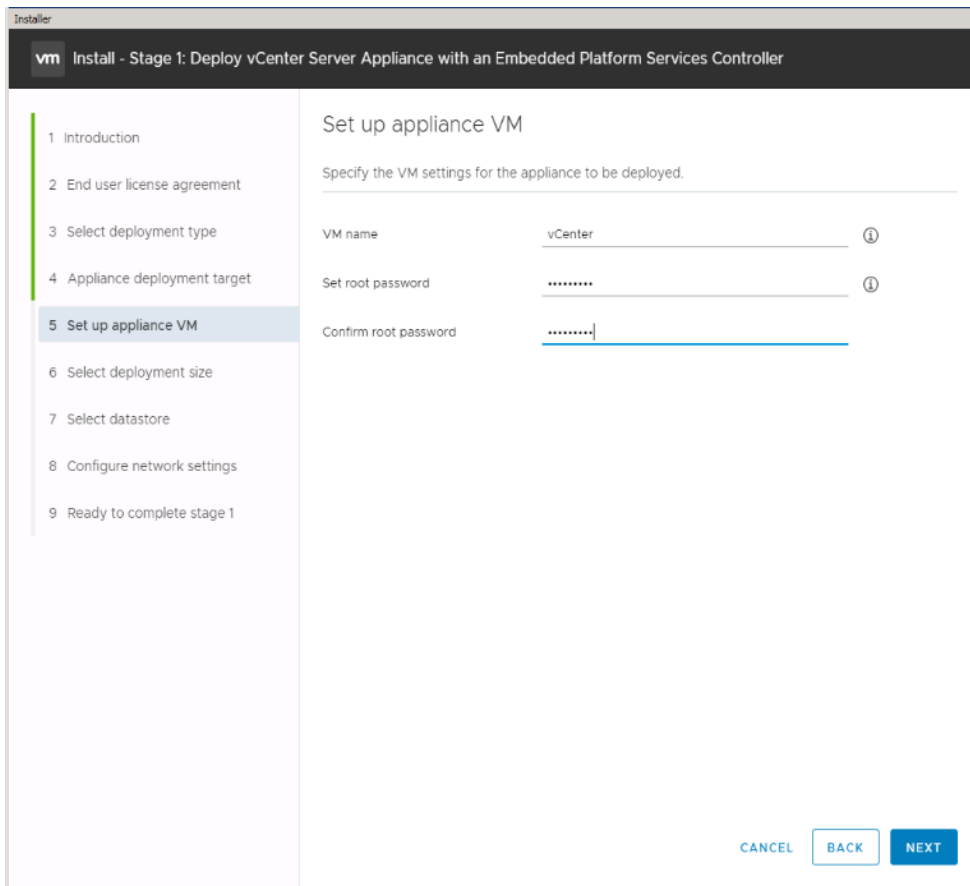 Installer
vm Install - Stage 1: Deploy vCenter Server Appliance with an Embedded Platform Services Controller
1 Introduction
2 End user license agreement
3 Select deployment type
4 Appliance deployment target
5 Set up appliance VM
6 Select deployment size
7 Select datastore
8 Configure network settings
9 Ready to complete stage 1
Set up appliance VM
Specify the VM settings for the appliance to be deployed.
VM name vCenter
Set root password •••••••••
Confirm root password •••••••••
CANCEL BACK NEXT